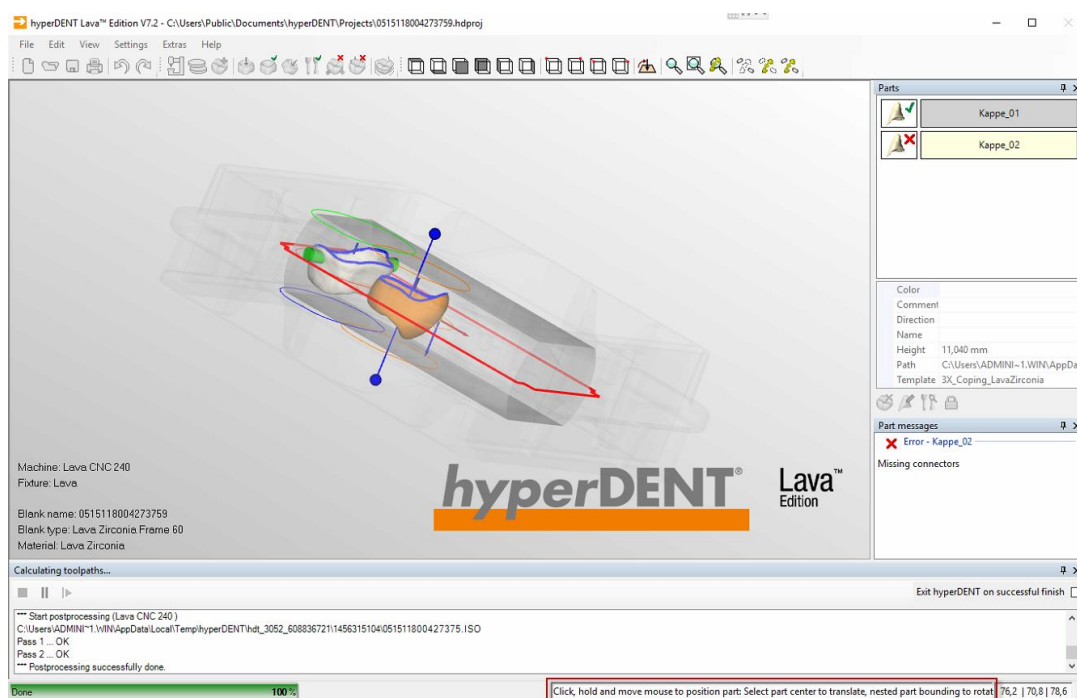 hyperDENT Lava™ Edition V7.2 - C:\Users\Public\Documents\hyperDENT\Projects\0515118004273759.hdproj
File Edit View Settings Extras Help
Parts
Kappe_01
Kappe_02
Color
Comment
Direction
Name
Height 11,040 mm
Path C:\Users\ADMINI~1.WIN\AppDa
Template 3X_Coping_LavaZirconia
Part messages
Error - Kappe_02
Missing connectors
Machine: Lava CNC 240
Fixture: Lava
Blank name: 0515118004273759
Blank type: Lava Zirconia Frame 60
Material: Lava Zirconia
hyperDENT®
Lava™
Edition
Calculating toolpaths...
Exit hyperDENT on successful finish
*** Start postprocessing (Lava CNC 240 )
C:\Users\ADMINI~1.WIN\AppData\Local\Temp\hyperDENT\hdt_3052_608836721\1456315104\051511800427375.ISO
Pass 1 ... OK
Pass 2 ... OK
*** Postprocessing successfully done.
Done 100 % Click, hold and move mouse to position part: Select part center to translate, nested part bounding to rotat 76,2 | 70,8 | 78,6